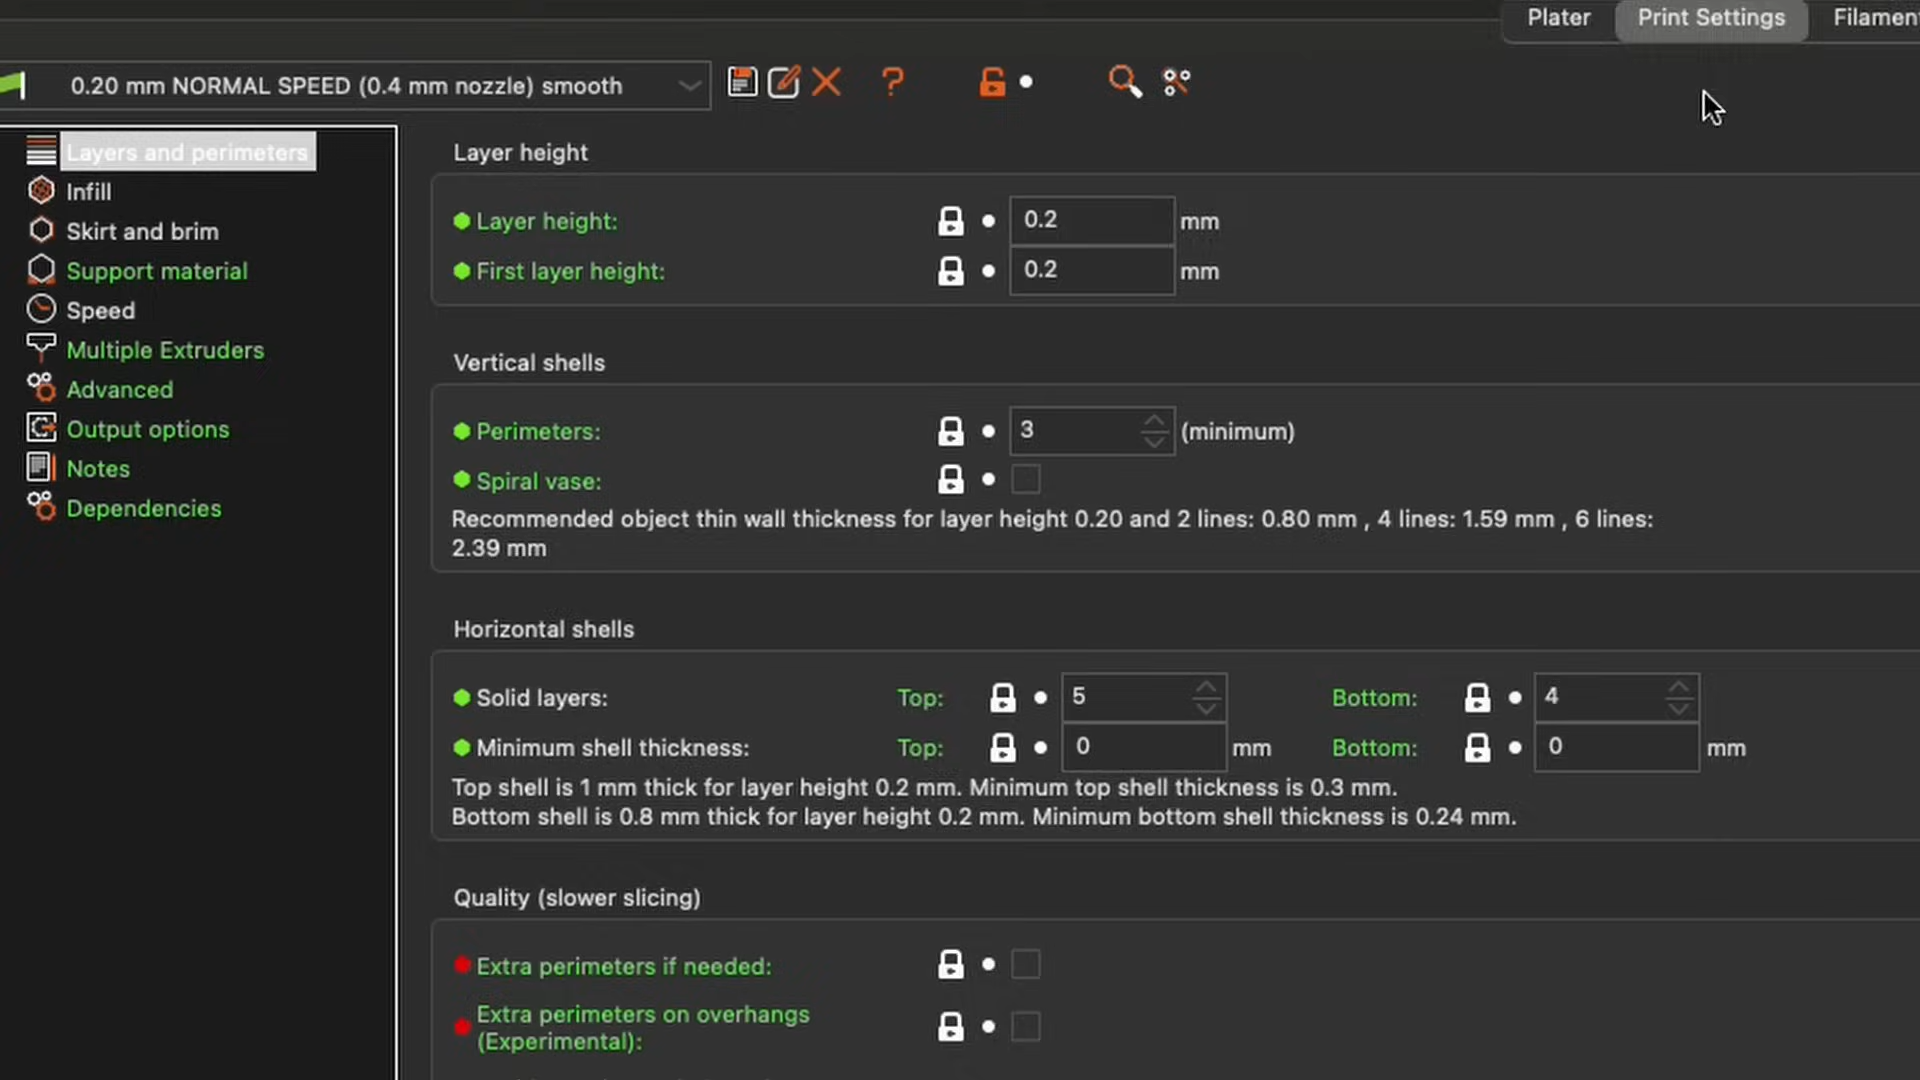 Plater Print Settings Filamen
0.20 mm NORMAL SPEED (0.4 mm nozzle) smooth
Layers and perimeters
Infill
Skirt and brim
Support material
Speed
Multiple Extruders
Advanced
Output options
Notes
Dependencies
Layer height
Layer height: 0.2 mm
First layer height: 0.2 mm
Vertical shells
Perimeters: 3 (minimum)
Spiral vase:
Recommended object thin wall thickness for layer height 0.20 and 2 lines: 0.80 mm , 4 lines: 1.59 mm , 6 lines:
2.39 mm
Horizontal shells
Solid layers: Top: 5 Bottom: 4
Minimum shell thickness: Top: 0 mm Bottom: 0 mm
Top shell is 1 mm thick for layer height 0.2 mm. Minimum top shell thickness is 0.3 mm.
Bottom shell is 0.8 mm thick for layer height 0.2 mm. Minimum bottom shell thickness is 0.24 mm.
Quality (slower slicing)
Extra perimeters if needed:
Extra perimeters on overhangs
(Experimental):